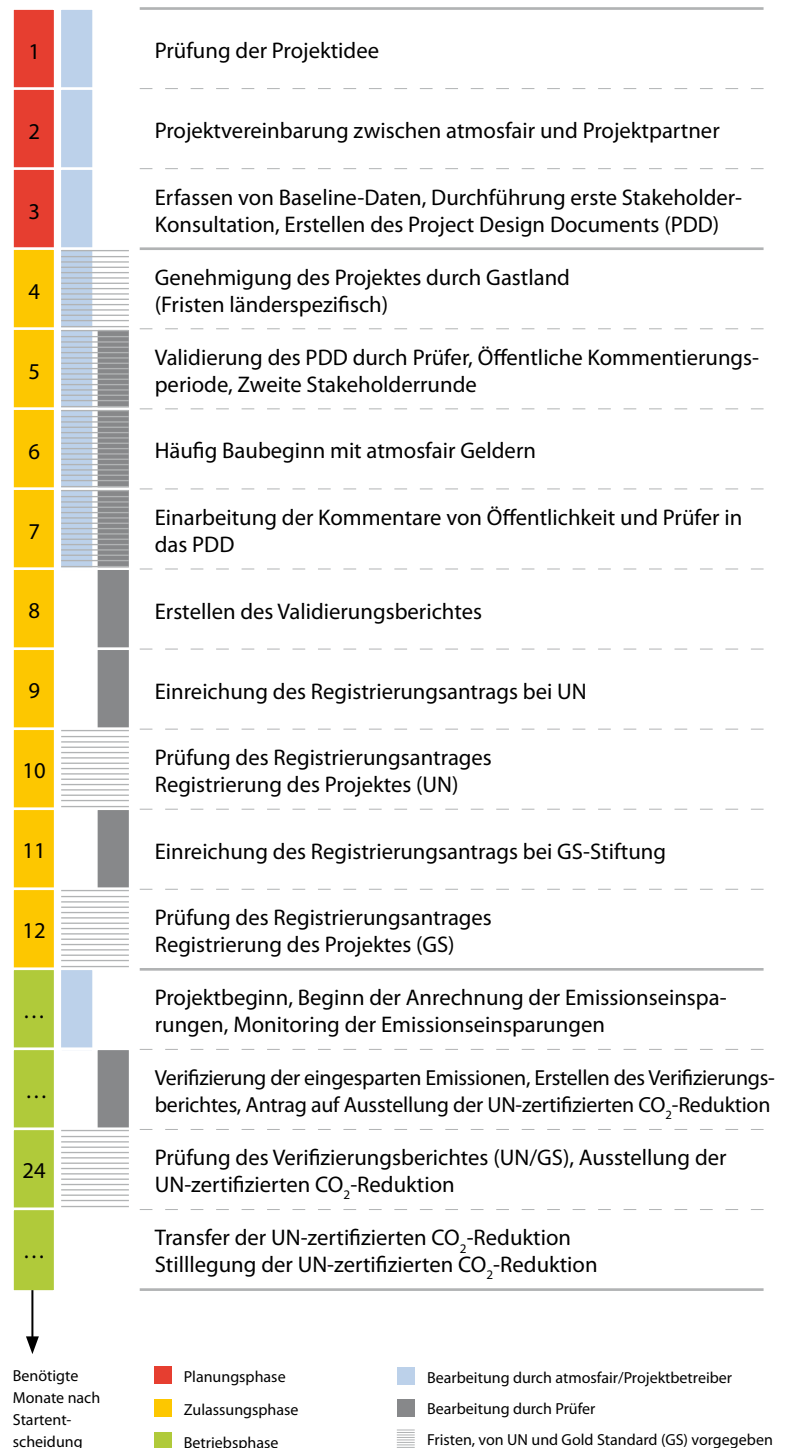 1
Prüfung der Projektidee
2
Projektvereinbarung zwischen atmosfair und Projektpartner
3
Erfassen von Baseline-Daten, Durchführung erste Stakeholder-
Konsultation, Erstellen des Project Design Documents (PDD)
4
Genehmigung des Projektes durch Gastland
(Fristen länderspezifisch)
5
Validierung des PDD durch Prüfer, Öffentliche Kommentierungs-
periode, Zweite Stakeholderrunde
6
Häufig Baubeginn mit atmosfair Geldern
7
Einarbeitung der Kommentare von Öffentlichkeit und Prüfer in
das PDD
8
Erstellen des Validierungsberichtes
9
Einreichung des Registrierungsantrags bei UN
10
Prüfung des Registrierungsantrages
Registrierung des Projektes (UN)
11
Einreichung des Registrierungsantrags bei GS-Stiftung
12
Prüfung des Registrierungsantrages
Registrierung des Projektes (GS)
...
Projektbeginn, Beginn der Anrechnung der Emissionseinspa-
rungen, Monitoring der Emissionseinsparungen
...
Verifizierung der eingesparten Emissionen, Erstellen des Verifizierungs-
berichtes, Antrag auf Ausstellung der UN-zertifizierten CO₂-Reduktion
24
Prüfung des Verifizierungsberichtes (UN/GS), Ausstellung der
UN-zertifizierten CO₂-Reduktion
...
Transfer der UN-zertifizierten CO₂-Reduktion
Stilllegung der UN-zertifizierten CO₂-Reduktion
Benötigte
Monate nach
Startent-
scheidung
Planungsphase
Zulassungsphase
Betriebsphase
Bearbeitung durch atmosfair/Projektbetreiber
Bearbeitung durch Prüfer
Fristen, von UN und Gold Standard (GS) vorgegeben